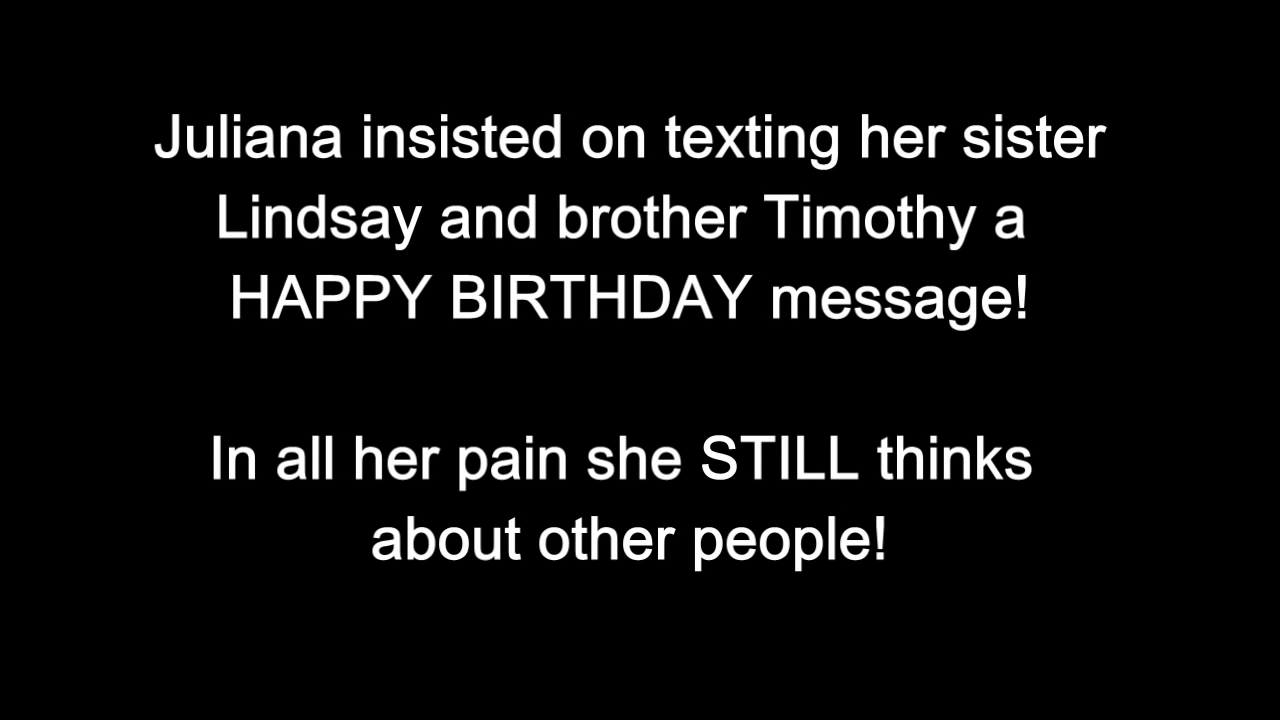 Juliana insisted on texting her sister
Lindsay and brother Timothy a
HAPPY BIRTHDAY message!
In all her pain she STILL thinks
about other people!